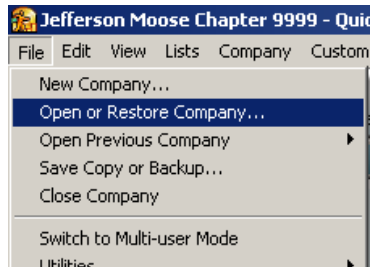 Jefferson Moose Chapter 9999 - Quic
File Edit View Lists Company Custom
New Company...
Open or Restore Company...
Open Previous Company
Save Copy or Backup...
Close Company
Switch to Multi-user Mode
Utilities